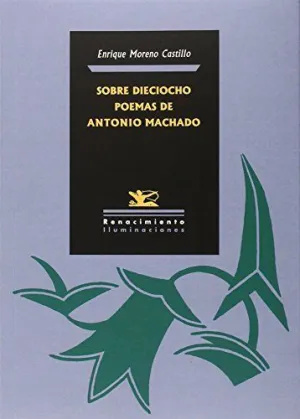 Enrique Moreno Castillo
SOBRE DIECIOCHO
POEMAS DE
ANTONIO MACHADO
Renacimiento
Iluminaciones